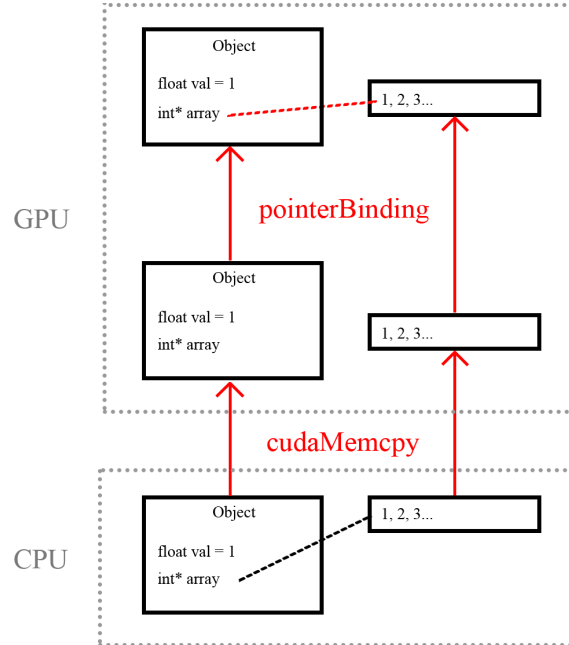 Object
float val = 1
int* array
1, 2, 3...
pointerBinding
GPU
Object
float val = 1
int* array
1, 2, 3...
cudaMemcpy
Object
float val = 1
int* array
1, 2, 3...
CPU